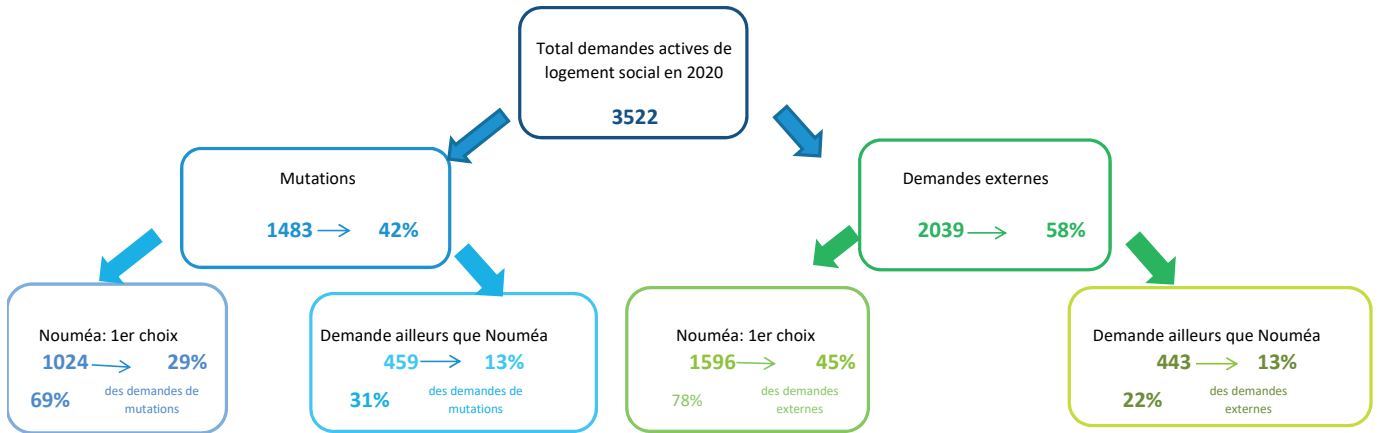 Total demandes actives de
logement social en 2020
3522
Mutations
1483 → 42%
Demandes externes
2039 → 58%
Nouméa: 1er choix
1024 → 29%
69% des demandes de
mutations
Demande ailleurs que Nouméa
459 → 13%
31% des demandes de
mutations
Nouméa: 1er choix
1596 → 45%
78% des demandes
externes
Demande ailleurs que Nouméa
443 → 13%
22% des demandes
externes